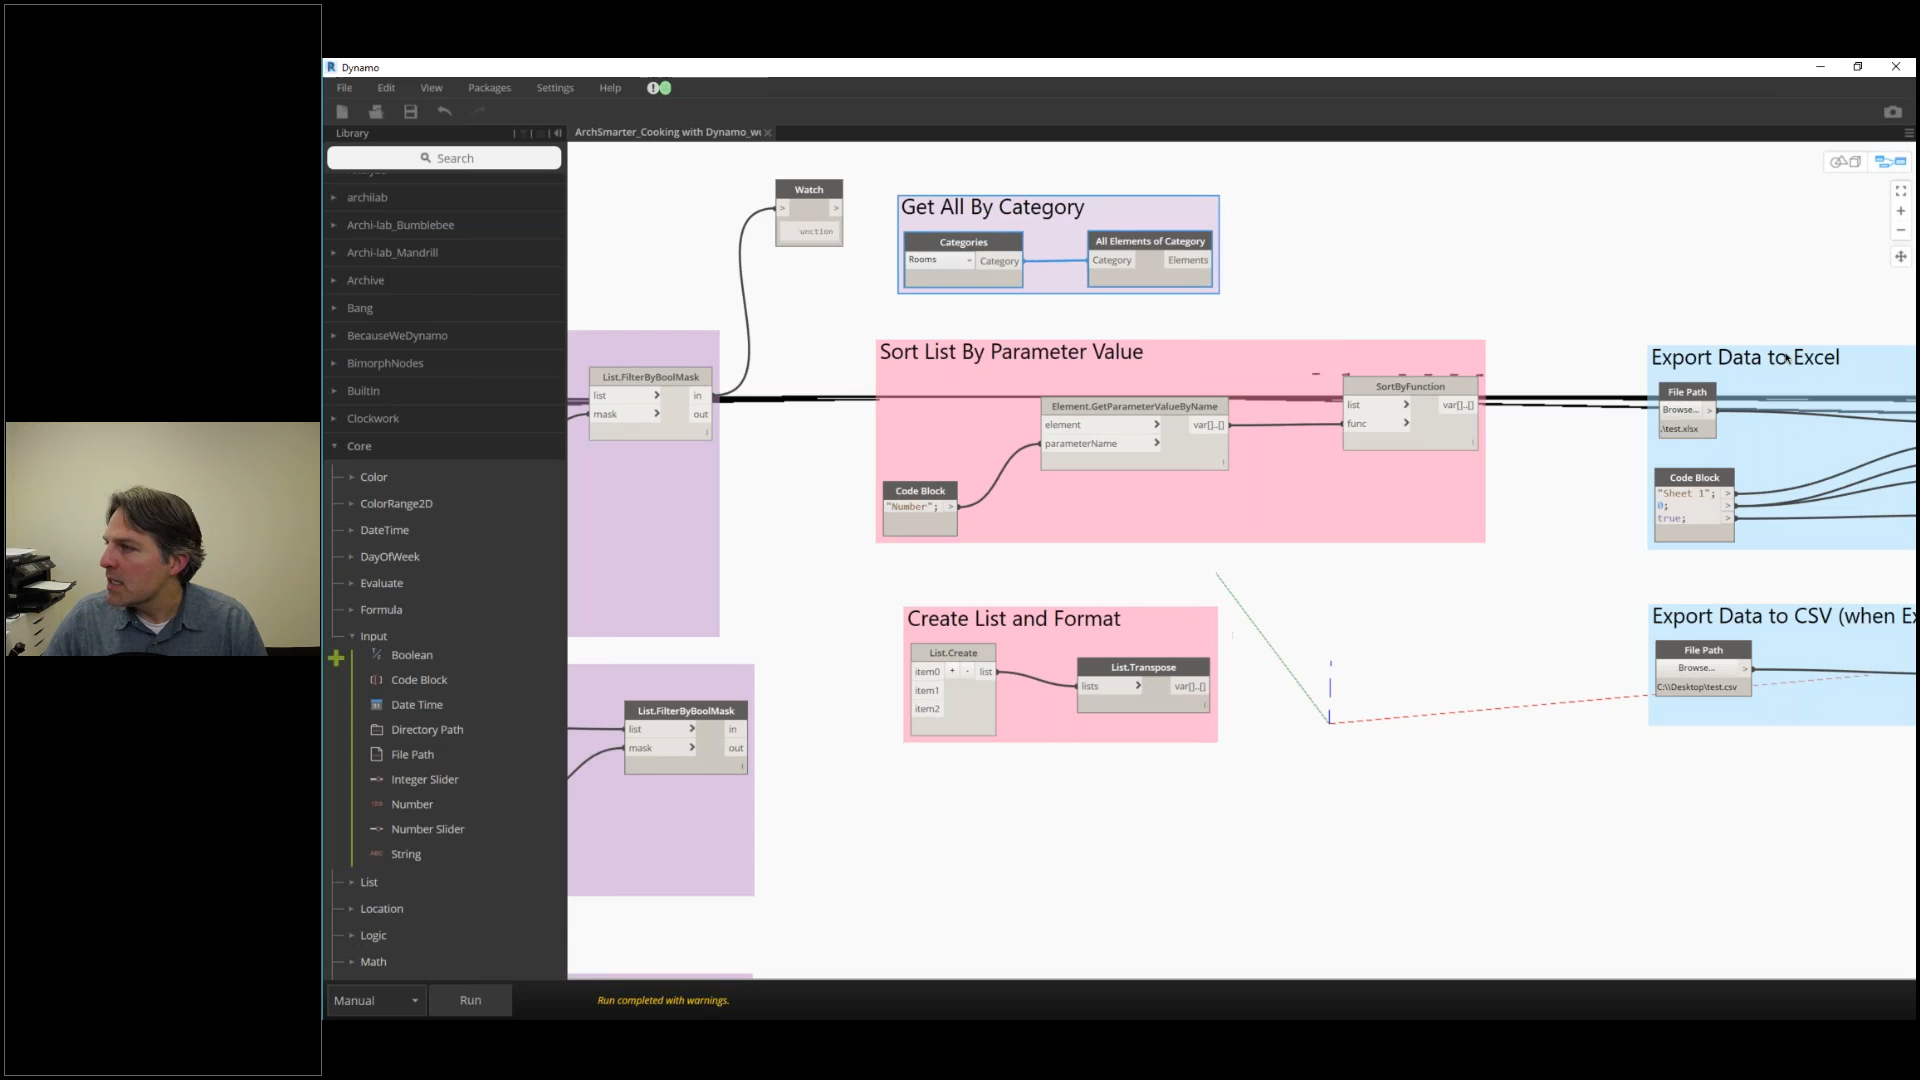 Dynamo
File Edit View Packages Settings Help
Library
ArchSmarter_Cooking with Dynamo_w
Search
archilab
Archi-lab_Bumblebee
Archi-lab_Mandrill
Archive
Bang
BecauseWeDynamo
BimorphNodes
Builtin
Clockwork
Core
Color
ColorRange2D
DateTime
DayOfWeek
Evaluate
Formula
Input
Boolean
Code Block
Date Time
Directory Path
File Path
Integer Slider
Number
Number Slider
String
List
Location
Logic
Math
Manual
Run
Run completed with warnings.
Watch
> >
unction
Get All By Category
Categories
Rooms Category
All Elements of Category
Category Elements
List.FilterByBoolMask
list > in
mask > out
Sort List By Parameter Value
Element.GetParameterValueByName
element > var[]..[]
parameterName >
Code Block
"Number"; >
SortByFunction
list > var[]..[]
func >
Export Data to Excel
File Path
Browse... >
.\test.xlsx
Code Block
"Sheet 1"; >
0; >
true; >
List.FilterByBoolMask
list > in
mask > out
Create List and Format
List.Create
item0 + - list
item1
item2
List.Transpose
lists > var[]..[]
Export Data to CSV (when E
File Path
Browse... >
C:\\Desktop\test.csv